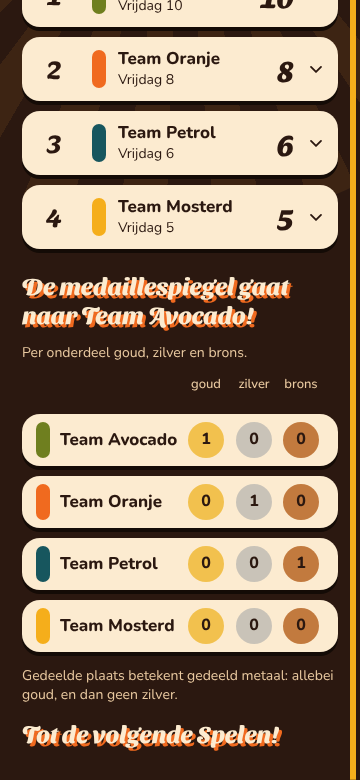 1
Vrijdag 10
10
2
Team Oranje
Vrijdag 8
8
3
Team Petrol
Vrijdag 6
6
4
Team Mosterd
Vrijdag 5
5
De medaillespiegel gaat
naar Team Avocado!
Per onderdeel goud, zilver en brons.
goud zilver brons
Team Avocado 1 0 0
Team Oranje 0 1 0
Team Petrol 0 0 1
Team Mosterd 0 0 0
Gedeelde plaats betekent gedeeld metaal: allebei
goud, en dan geen zilver.
Tot de volgende Spelen!